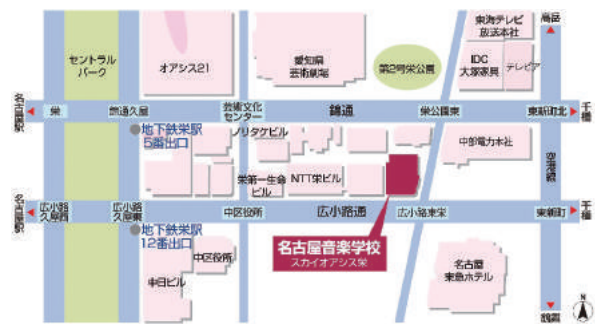 東海テレビ
放送本社
高岳
セントラル
パーク
オアシス21
愛知県
芸術劇場
第2号栄公園
IDC
大塚家具
テレピア
名古屋駅
栄
錦通久屋
芸術文化
センター
錦通
栄公園東
東新町北
千種
地下鉄栄駅
5番出口
ノリタケビル
中部電力本社
空港線
栄第一生命
ビル
NTT栄ビル
名古屋駅
広小路
久屋西
広小路
久屋東
中区役所
広小路通
広小路東栄
東新町
千種
地下鉄栄駅
12番出口
名古屋音楽学校
スカイオアシス栄
中区役所
中日ビル
名古屋
東急ホテル
鶴舞
N